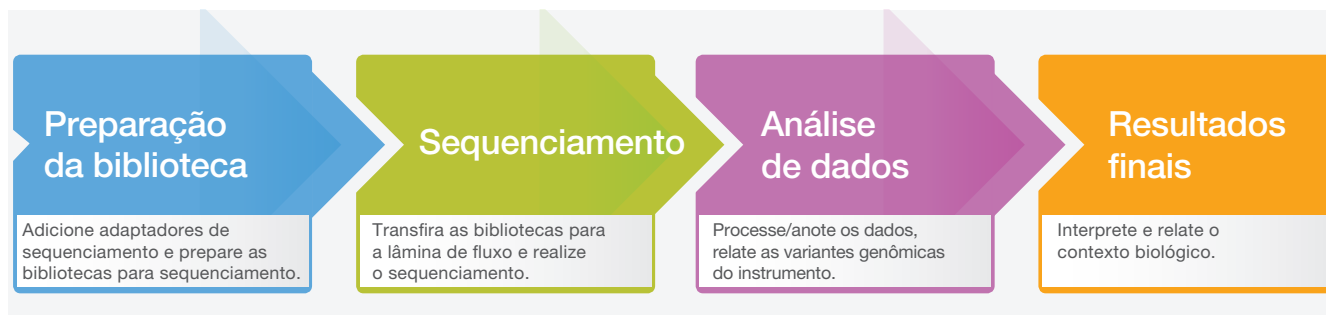 Preparação
da biblioteca
Adicione adaptadores de
sequenciamento e prepare as
bibliotecas para sequenciamento.
Sequenciamento
Transfira as bibliotecas para
a lâmina de fluxo e realize
o sequenciamento.
Análise
de dados
Processe/anote os dados,
relate as variantes genômicas
do instrumento.
Resultados
finais
Interprete e relate o
contexto biológico.